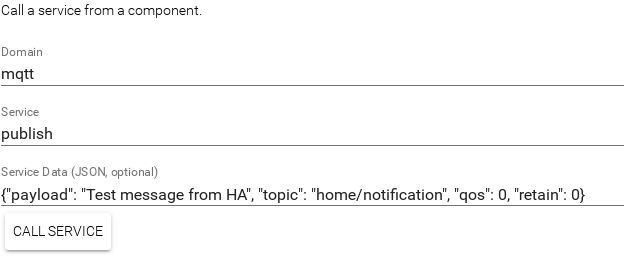 Call a service from a component.
Domain
mqtt
Service
publish
Service Data (JSON, optional)
{"payload": "Test message from HA", "topic": "home/notification", "qos": 0, "retain": 0}
CALL SERVICE